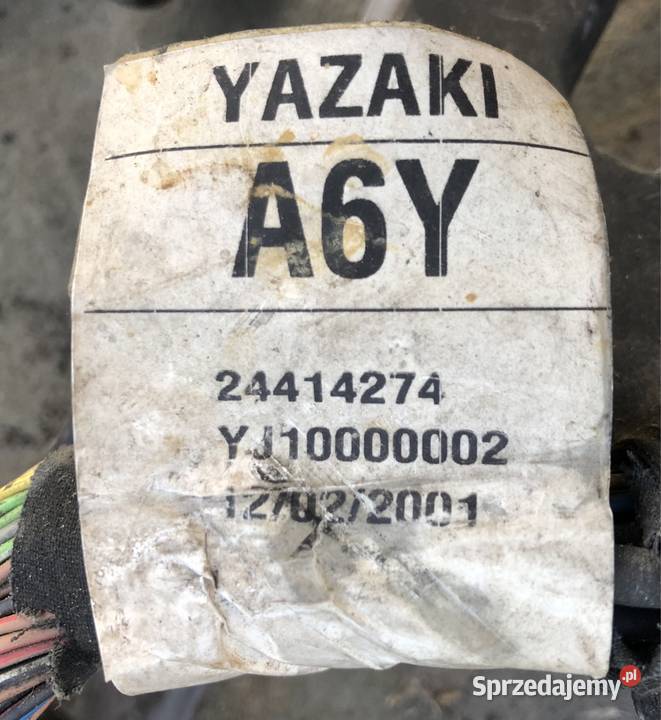 YAZAKI
A6Y
24414274
YJ10000002
12/02/2001
Sprzedajemy.pl